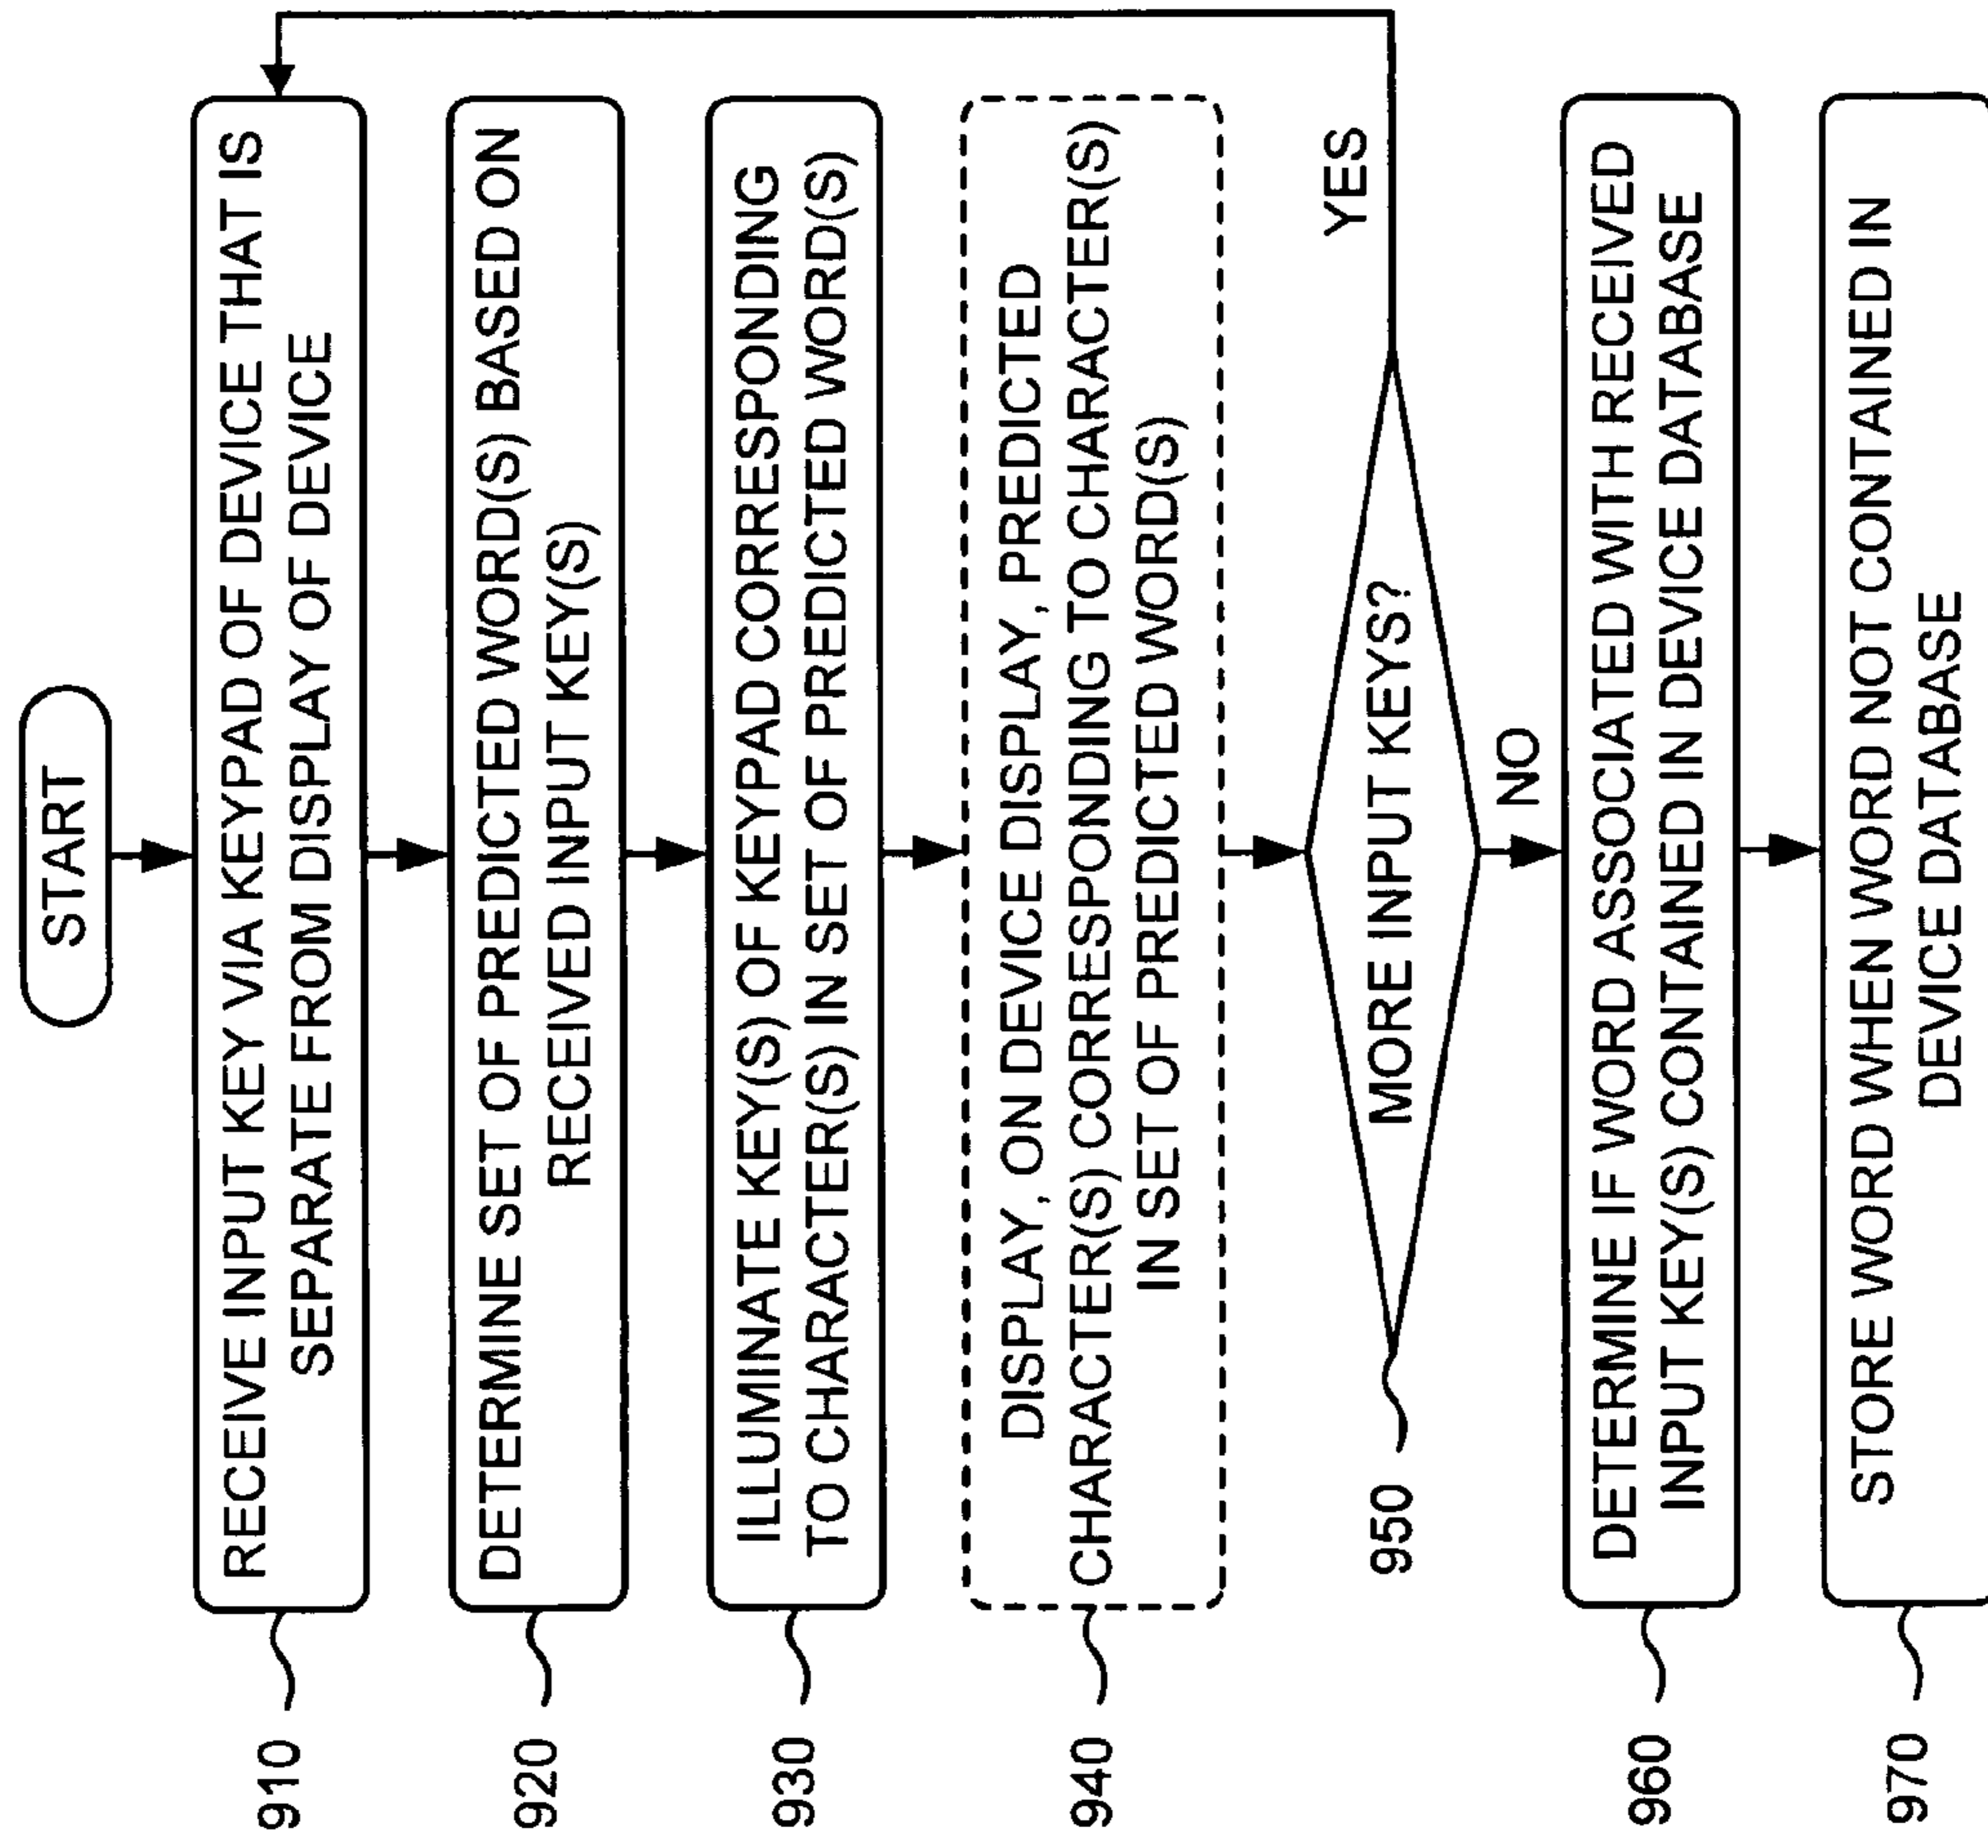 START
910
RECEIVE INPUT KEY VIA KEYPAD OF DEVICE THAT IS
SEPARATE FROM DISPLAY OF DEVICE
920
DETERMINE SET OF PREDICTED WORD(S) BASED ON
RECEIVED INPUT KEY(S)
930
ILLUMINATE KEY(S) OF KEYPAD CORRESPONDING
TO CHARACTER(S) IN SET OF PREDICTED WORD(S)
940
DISPLAY, ON DEVICE DISPLAY, PREDICTED
CHARACTER(S) CORRESPONDING TO CHARACTER(S)
IN SET OF PREDICTED WORD(S)
950
MORE INPUT KEYS?
YES
NO
960
DETERMINE IF WORD ASSOCIATED WITH RECEIVED
INPUT KEY(S) CONTAINED IN DEVICE DATABASE
970
STORE WORD WHEN WORD NOT CONTAINED IN
DEVICE DATABASE